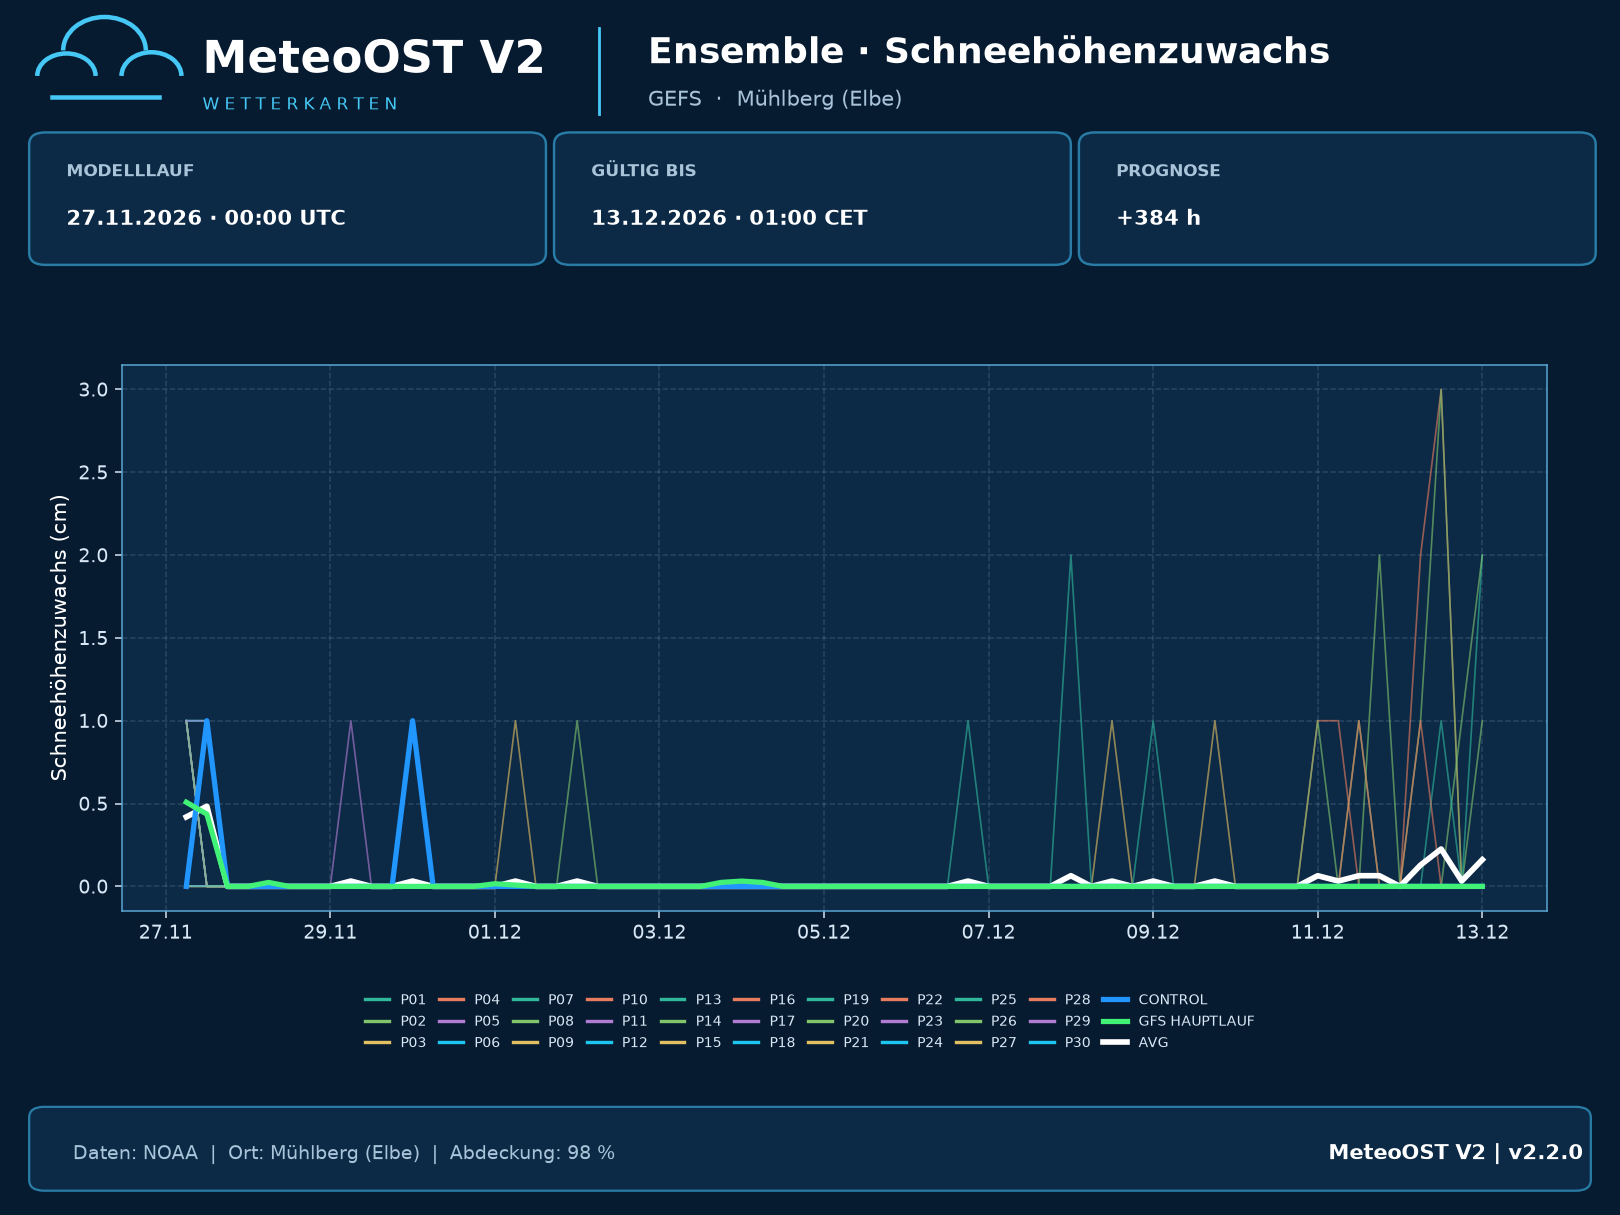 MeteoOST V2
WETTERKARTEN
Ensemble · Schneehöhenzuwachs
GEFS · Mühlberg (Elbe)
MODELLLAUF
27.11.2026 · 00:00 UTC
GÜLTIG BIS
13.12.2026 · 01:00 CET
PROGNOSE
+384 h
Schneehöhenzuwachs (cm)
3.0
2.5
2.0
1.5
1.0
0.5
0.0
27.11 29.11 01.12 03.12 05.12 07.12 09.12 11.12 13.12
P01 P04 P07 P10 P13 P16 P19 P22 P25 P28 CONTROL
P02 P05 P08 P11 P14 P17 P20 P23 P26 P29 GFS HAUPTLAUF
P03 P06 P09 P12 P15 P18 P21 P24 P27 P30 AVG
Daten: NOAA | Ort: Mühlberg (Elbe) | Abdeckung: 98 %
MeteoOST V2 | v2.2.0